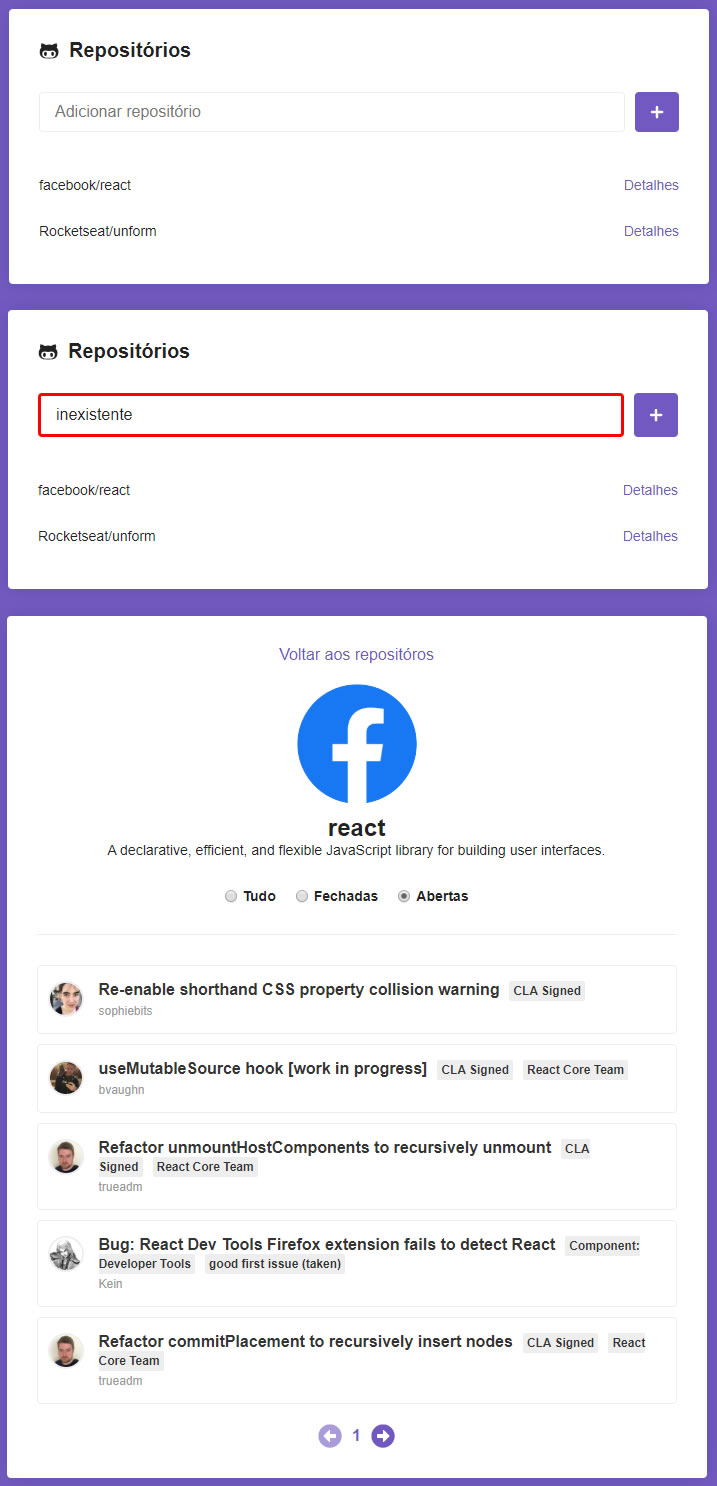 Repositórios
Adicionar repositório
+
facebook/react Detalhes
Rocketseat/unform Detalhes
Repositórios
inexistente
+
facebook/react Detalhes
Rocketseat/unform Detalhes
Voltar aos repositóros
f
react
A declarative, efficient, and flexible JavaScript library for building user interfaces.
Tudo Fechadas Abertas
Re-enable shorthand CSS property collision warning CLA Signed
sophiebits
useMutableSource hook [work in progress] CLA Signed React Core Team
bvaughn
Refactor unmountHostComponents to recursively unmount CLA
Signed React Core Team
trueadm
Bug: React Dev Tools Firefox extension fails to detect React Component:
Developer Tools good first issue (taken)
Kein
Refactor commitPlacement to recursively insert nodes CLA Signed React
Core Team
trueadm
1